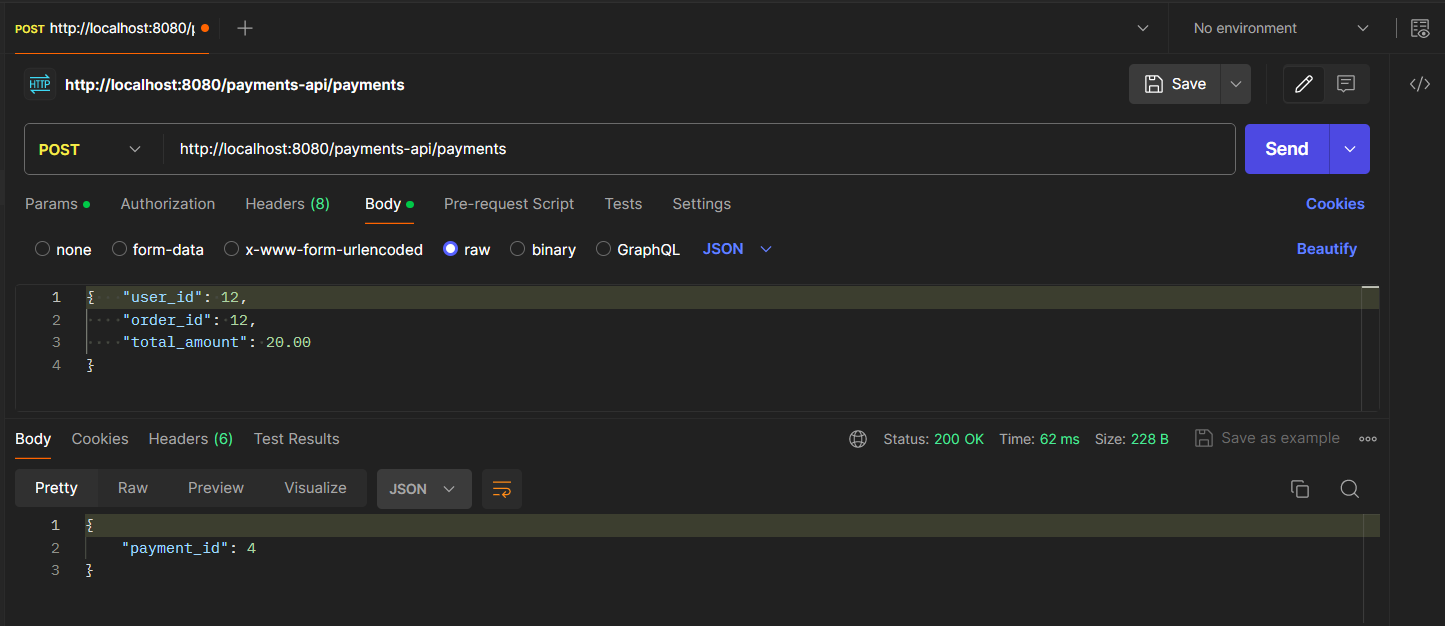 POST http://localhost:8080/p No environment
HTTP http://localhost:8080/payments-api/payments Save
POST http://localhost:8080/payments-api/payments Send
Params Authorization Headers (8) Body Pre-request Script Tests Settings Cookies
none form-data x-www-form-urlencoded raw binary GraphQL JSON Beautify
1 { "user_id": 12,
2 "order_id": 12,
3 "total_amount": 20.00
4 }
Body Cookies Headers (6) Test Results Status: 200 OK Time: 62 ms Size: 228 B Save as example
Pretty Raw Preview Visualize JSON
1 {
2 "payment_id": 4
3 }